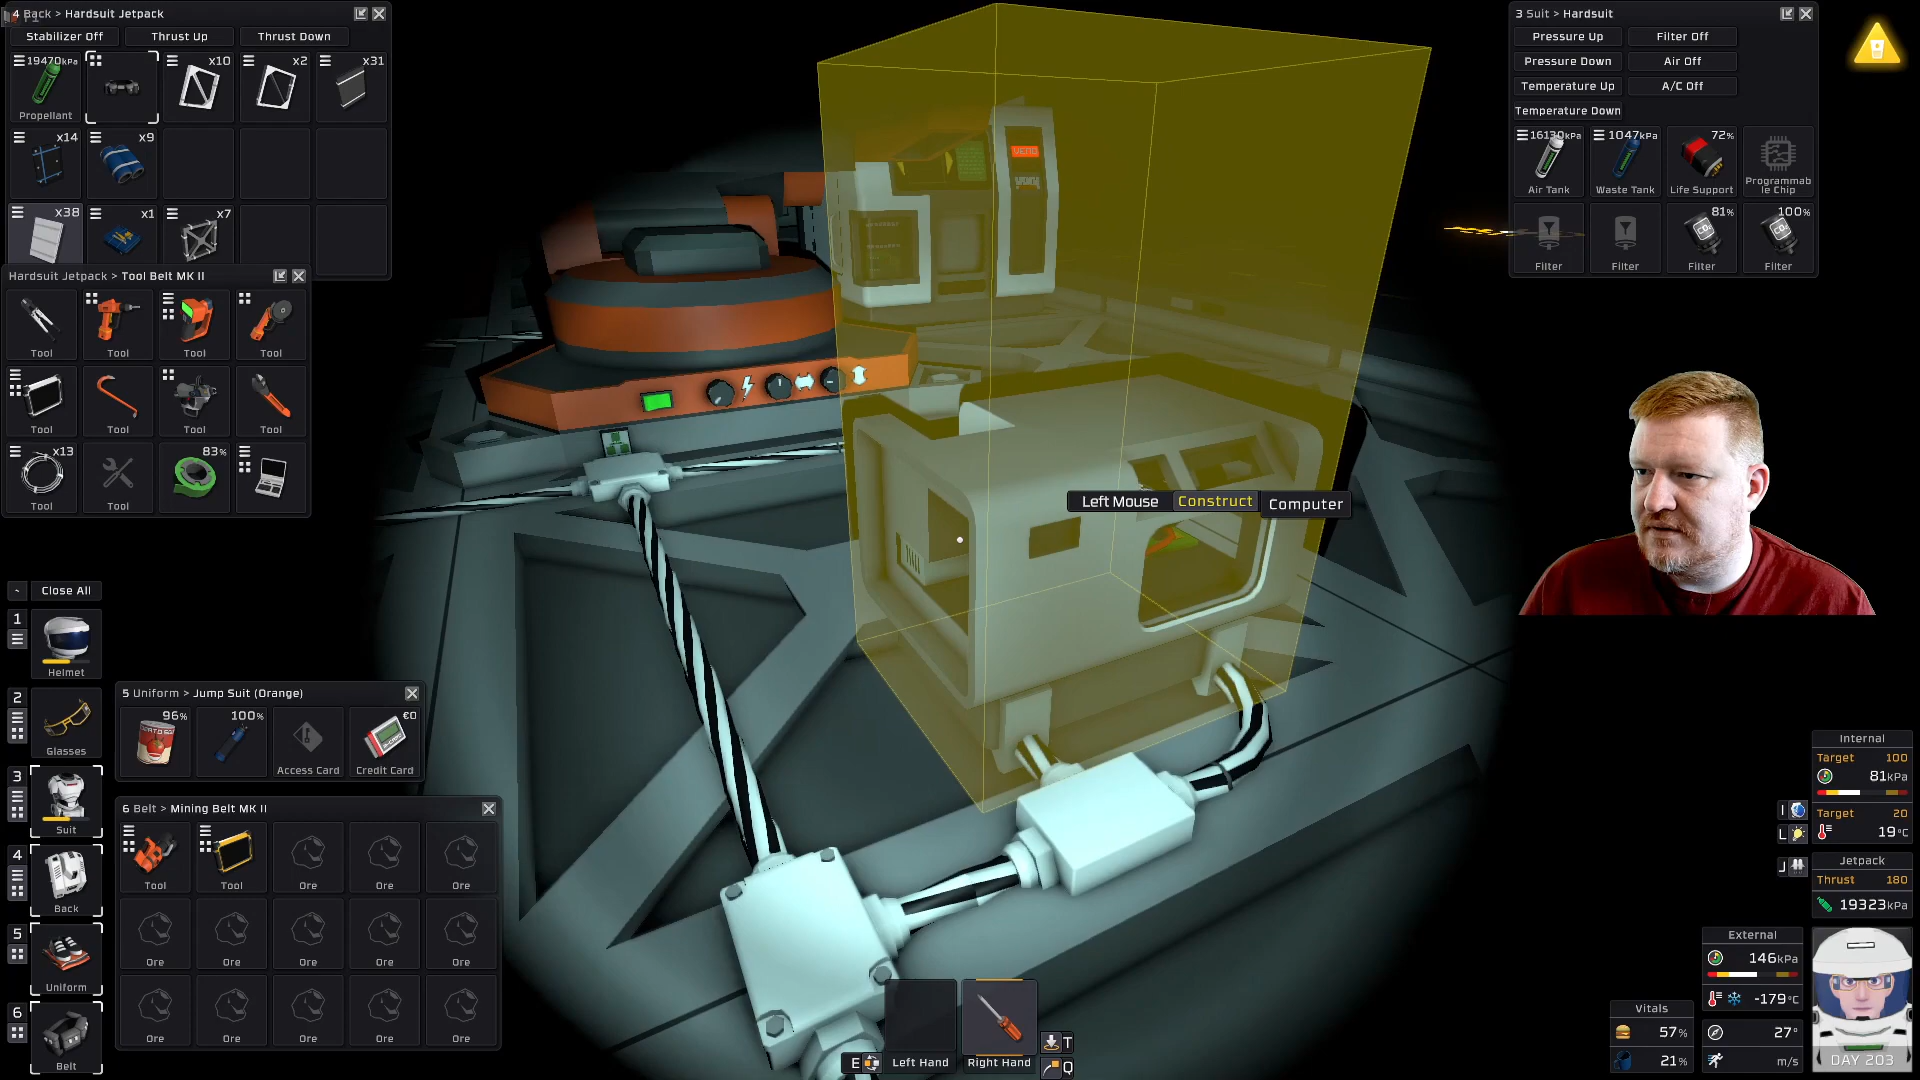 4 Back > Hardsuit Jetpack
Stabilizer Off
Thrust Up
Thrust Down
19470kPa
Propellant
x10
x2
x31
x14
x9
x38
x1
x7
Hardsuit Jetpack > Tool Belt MK II
Tool
Tool
Tool
Tool
Tool
Tool
Tool
Tool
x13
Tool
Tool
83%
Tool
~
Close All
1
Helmet
2
Glasses
3
Suit
4
Back
5
Uniform
6
Belt
5 Uniform > Jump Suit (Orange)
96%
100%
Access Card
€0
Credit Card
6 Belt > Mining Belt MK II
Tool
Tool
Ore
Ore
Ore
Ore
Ore
Ore
Ore
Ore
Ore
Ore
Ore
Ore
Ore
VEND
Left Mouse
Construct
Computer
E
Left Hand
Right Hand
T
Q
3 Suit > Hardsuit
Pressure Up
Filter Off
Pressure Down
Air Off
Temperature Up
A/C Off
Temperature Down
16130kPa
Air Tank
1047kPa
Waste Tank
72%
Life Support
Programmab
le Chip
Filter
Filter
81%
Filter
100%
Filter
Internal
Target 100
81kPa
Target 20
19°C
I
L
J
Jetpack
Thrust 180
19323kPa
External
146kPa
-179°C
27°
m/s
Vitals
57%
21%
DAY 203